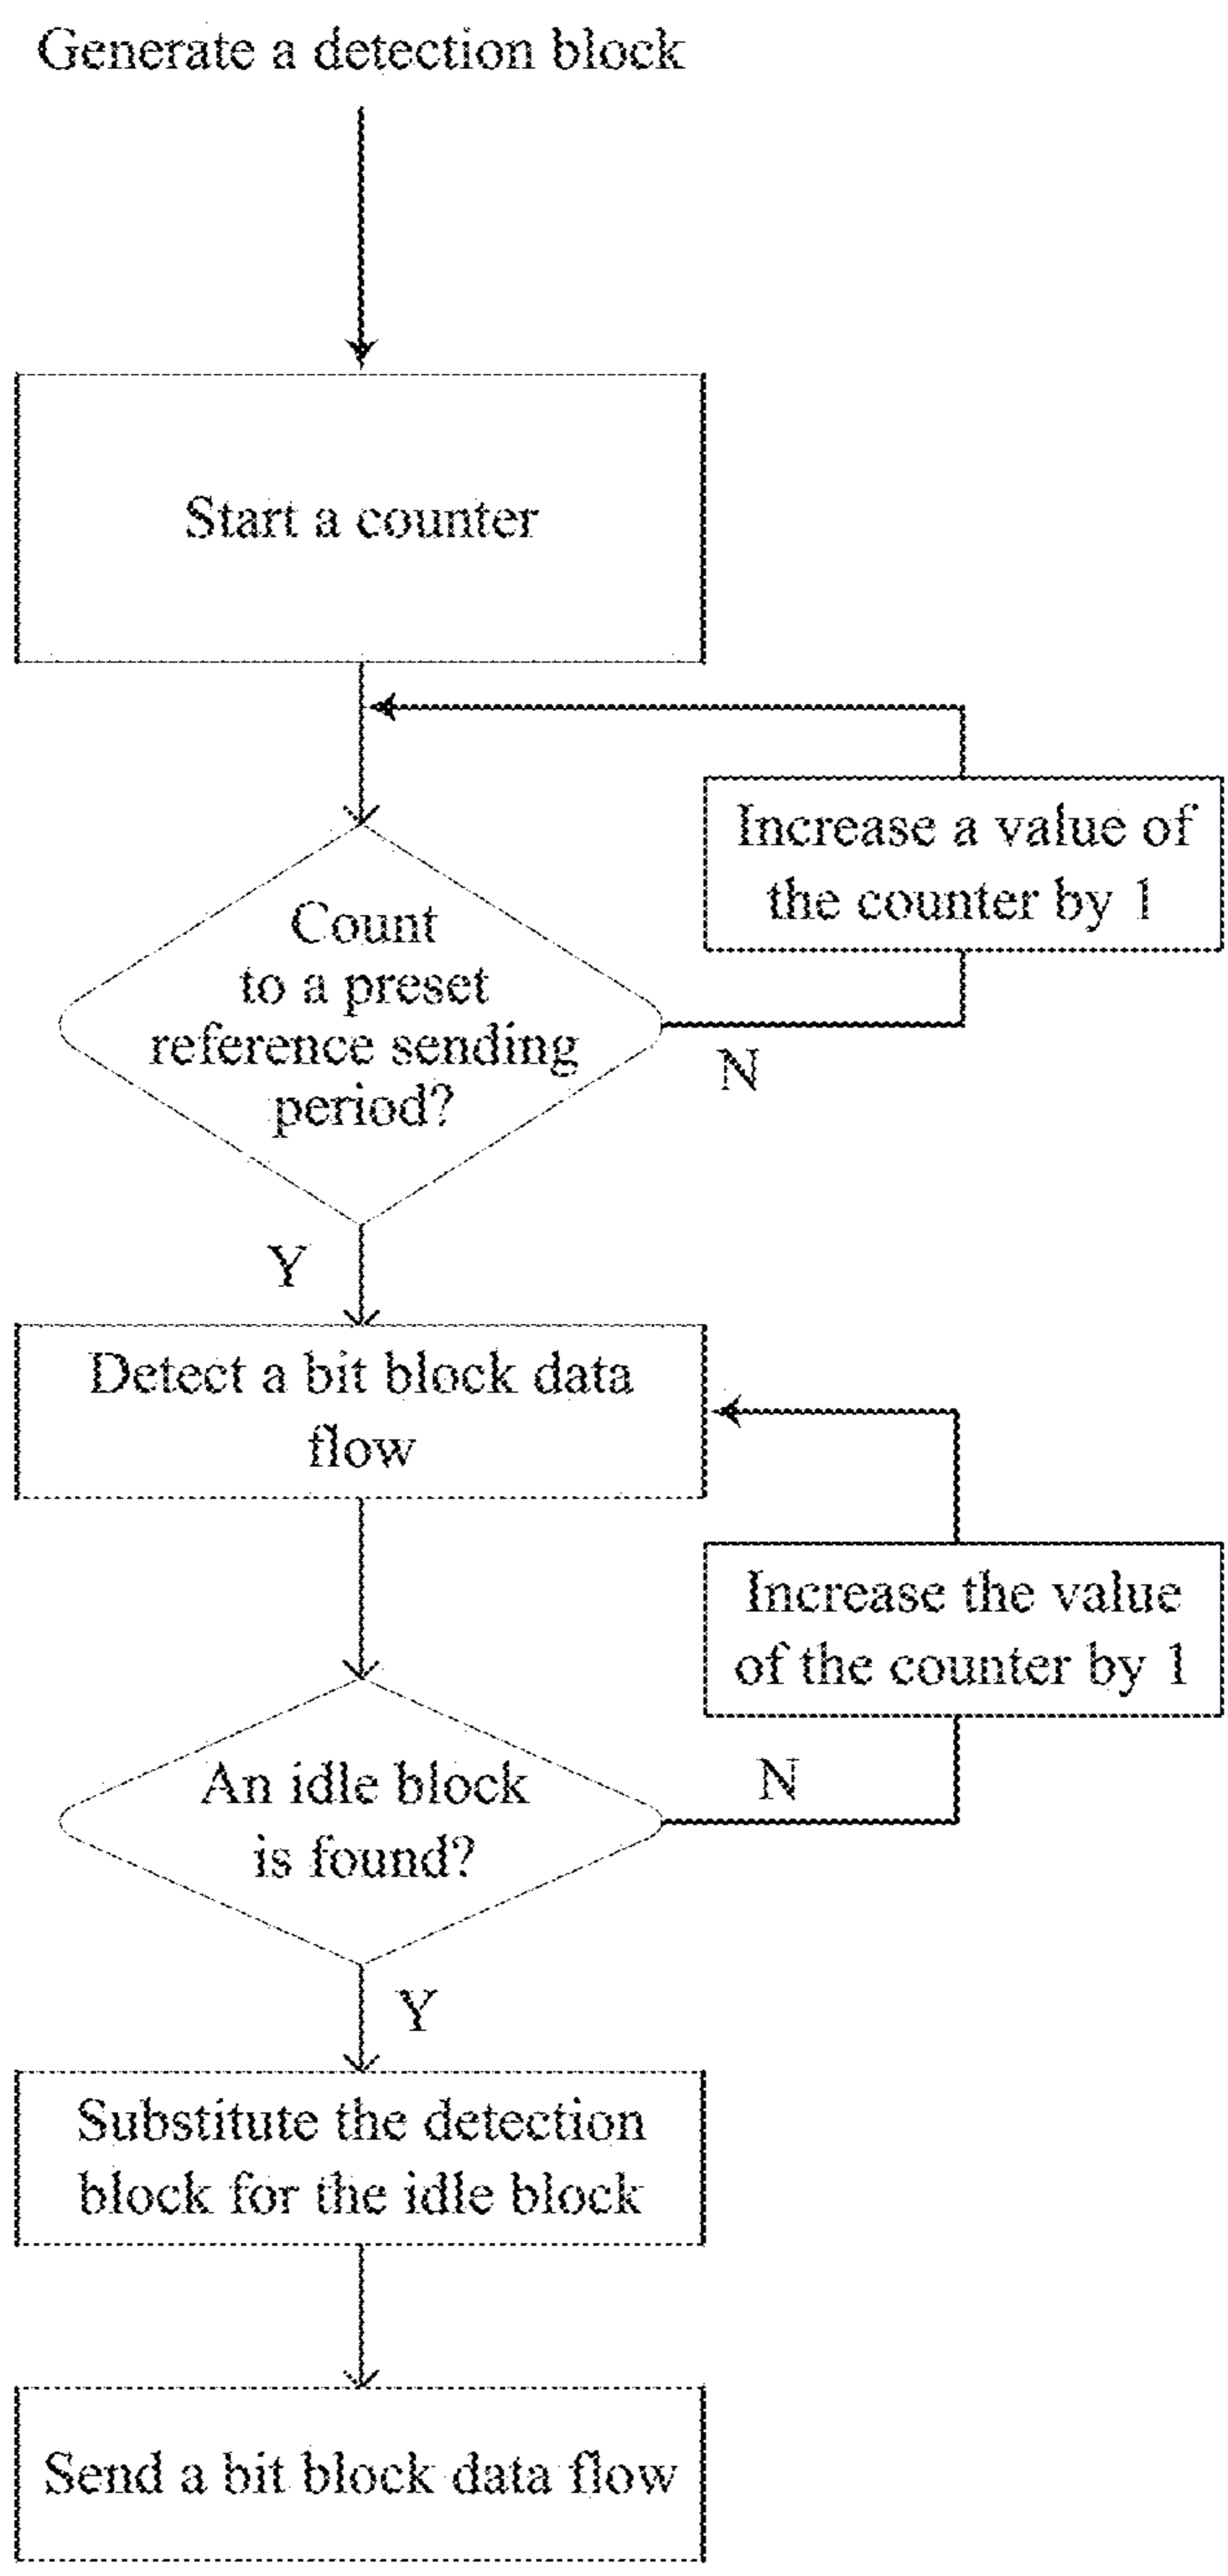 Generate a detection block
Start a counter
Increase a value of
the counter by 1
Count
to a preset
reference sending
period?
N
Y
Detect a bit block data
flow
Increase the value
of the counter by 1
An idle block
is found?
N
Y
Substitute the detection
block for the idle block
Send a bit block data flow